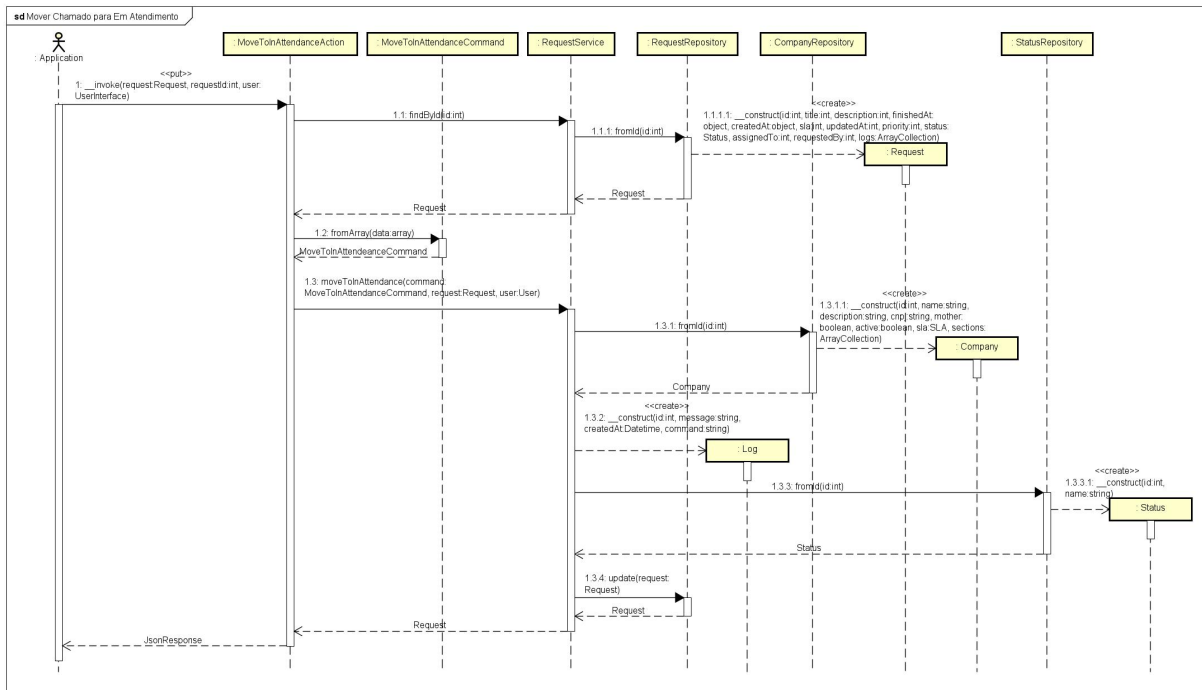 sd Mover Chamado para Em Atendimento
: Application
: MoveToInAttendanceAction
: MoveToInAttendanceCommand
: RequestService
: RequestRepository
: CompanyRepository
: StatusRepository
<<put>>
1: __invoke(request:Request, requestId:int, user:
UserInterface)
1.1: findById(id:int)
1.1.1: fromId(id:int)
<<create>>
1.1.1.1: __construct(id:int, title:int, description:int, finishedAt:
object, createdAt:object, sla:int, updatedAt:int, priority:int, status:
Status, assignedTo:int, requestedBy:int, logs:ArrayCollection)
: Request
Request
Request
1.2: fromArray(data:array)
MoveToInAttendeanceCommand
1.3: moveToInAttendance(command:
MoveToInAttendanceCommand, request:Request, user:User)
1.3.1: fromId(id:int)
<<create>>
1.3.1.1: __construct(id:int, name:string,
description:string, cnpj:string, mother:
boolean, active:boolean, sla:SLA, sections:
ArrayCollection)
: Company
Company
<<create>>
1.3.2: __construct(id:int, message:string,
createdAt:Datetime, command:string)
: Log
1.3.3: fromId(id:int)
<<create>>
1.3.3.1: __construct(id:int,
name:string)
: Status
Status
1.3.4: update(request:
Request)
Request
Request
JsonResponse